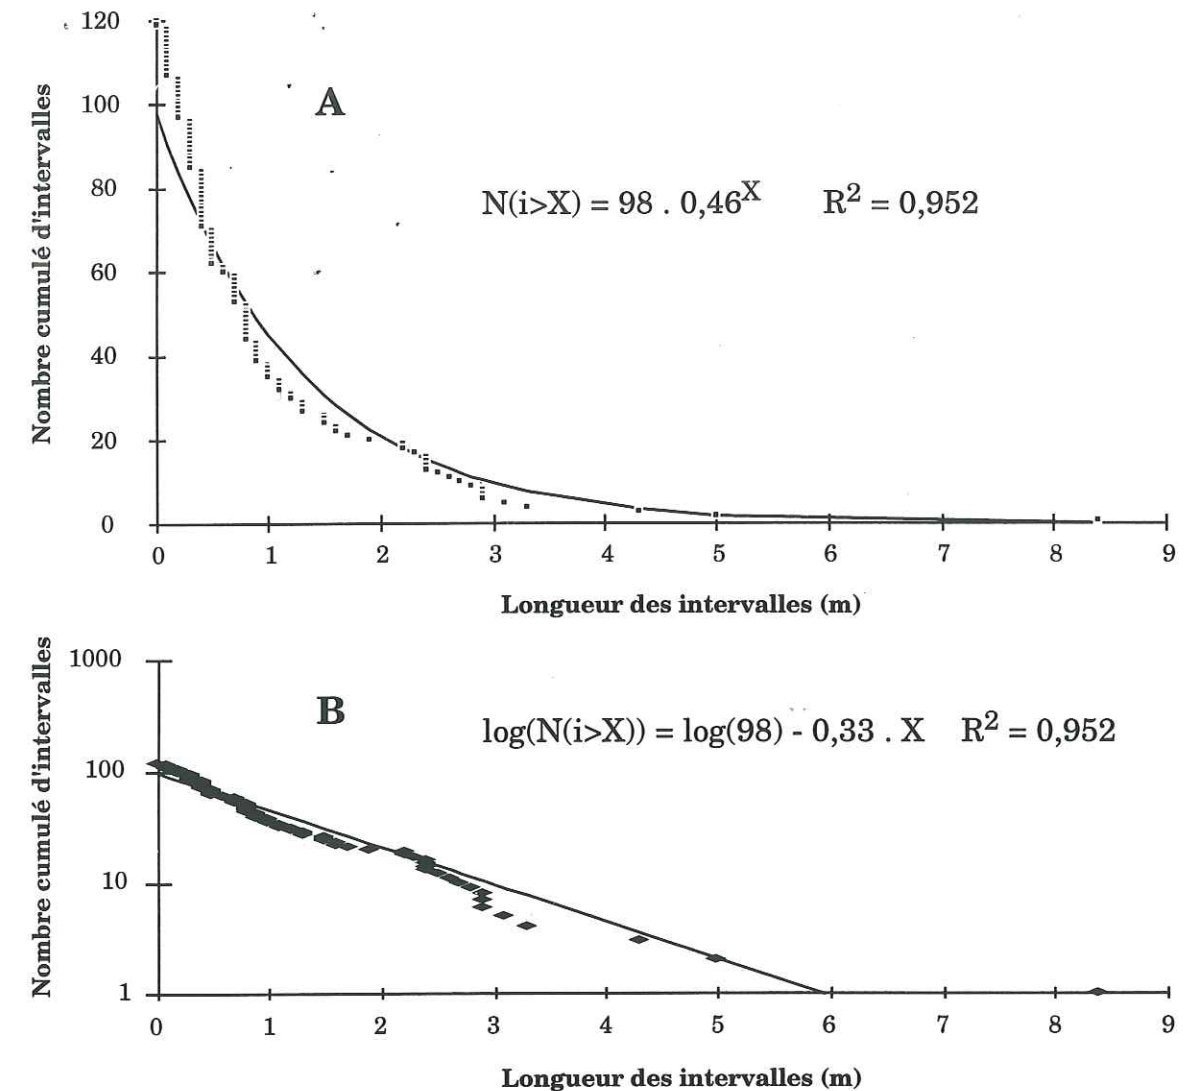 120
100
80
60
40
20
0
Nombre cumulé d'intervalles
A
N(i>X) = 98 . 0,46^X R² = 0,952
0 1 2 3 4 5 6 7 8 9
Longueur des intervalles (m)
1000
100
10
1
Nombre cumulé d'intervalles
B
log(N(i>X)) = log(98) - 0,33 . X R² = 0,952
0 1 2 3 4 5 6 7 8 9
Longueur des intervalles (m)